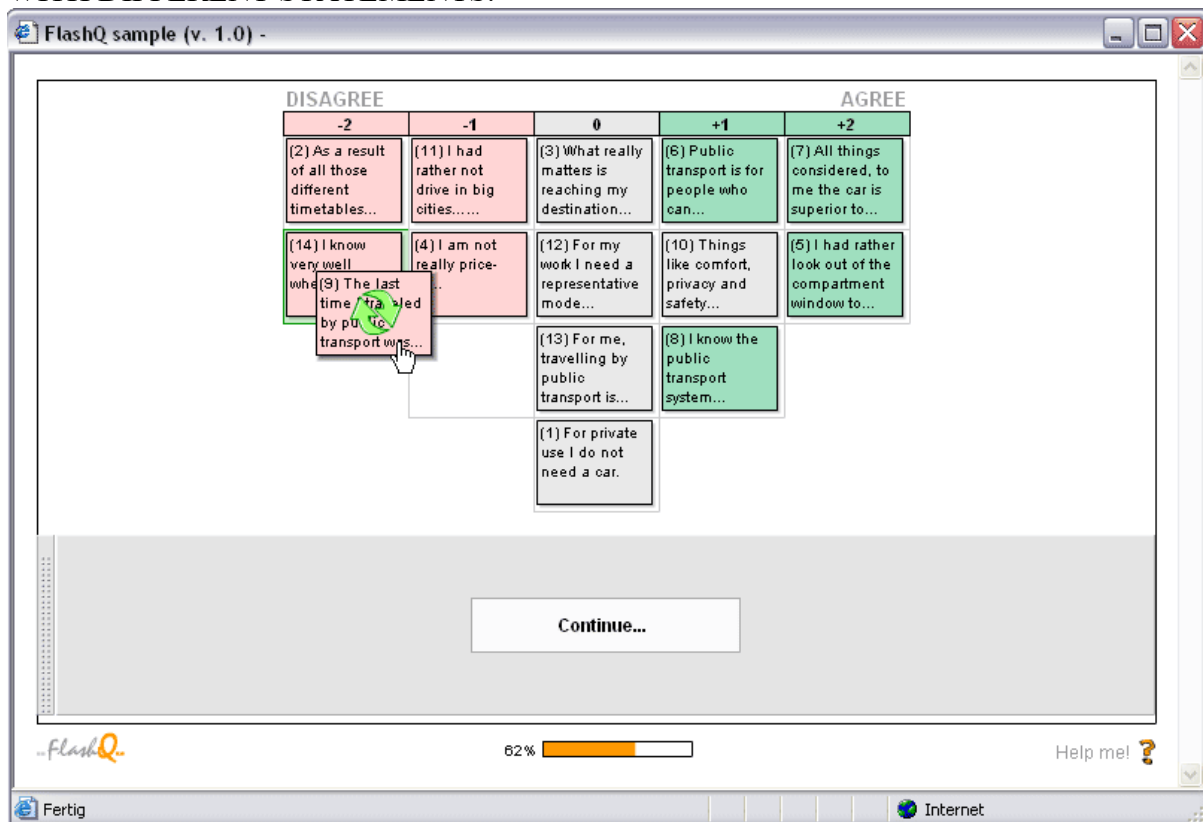 WITH DIFFERENT STATEMENTS.
FlashQ sample (v. 1.0) -
DISAGREE
AGREE
-2
-1
0
+1
+2
(2) As a result
of all those
different
timetables...
(11) I had
rather not
drive in big
cities......
(3) What really
matters is
reaching my
destination...
(6) Public
transport is for
people who
can...
(7) All things
considered, to
me the car is
superior to...
(14) I know
very well
(9) The last
time I traveled
by public
transport was...
(4) I am not
really price-
(12) For my
work I need a
representative
mode...
(10) Things
like comfort,
privacy and
safety...
(5) I had rather
look out of the
compartment
window to...
(13) For me,
travelling by
public
transport is...
(8) I know the
public
transport
system...
(1) For private
use I do not
need a car.
Continue...
..FlashQ..
62%
Help me! ?
Fertig
Internet